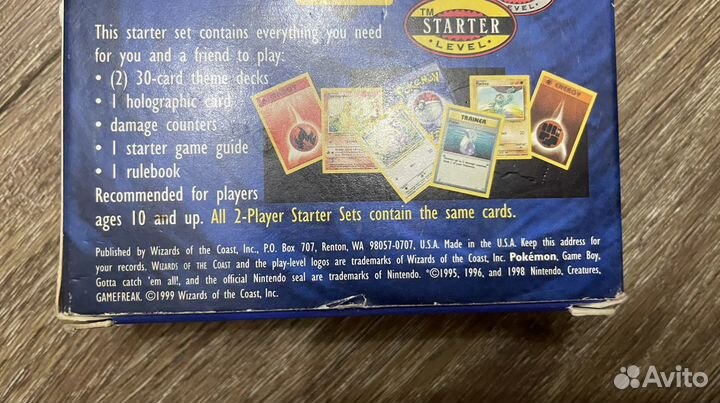 TM
STARTER
LEVEL
LEVEL
This starter set contains everything you need
for you and a friend to play:
• (2) 30-card theme decks
• 1 holographic card
• damage counters
• 1 starter game guide
• 1 rulebook
Recommended for players
ages 10 and up. All 2-Player Starter Sets contain the same cards.
ENERGY
POKéMON
TRAINER
ENERGY
Published by Wizards of the Coast, Inc., P.O. Box 707, Renton, WA 98057-0707, U.S.A. Made in the U.S.A. Keep this address for
your records. WIZARDS OF THE COAST and the play-level logos are trademarks of Wizards of the Coast, Inc. Pokémon, Game Boy,
Gotta catch 'em all!, and the official Nintendo seal are trademarks of Nintendo. *©1995, 1996, and 1998 Nintendo, Creatures,
GAMEFREAK. ©1999 Wizards of the Coast, Inc.
Avito